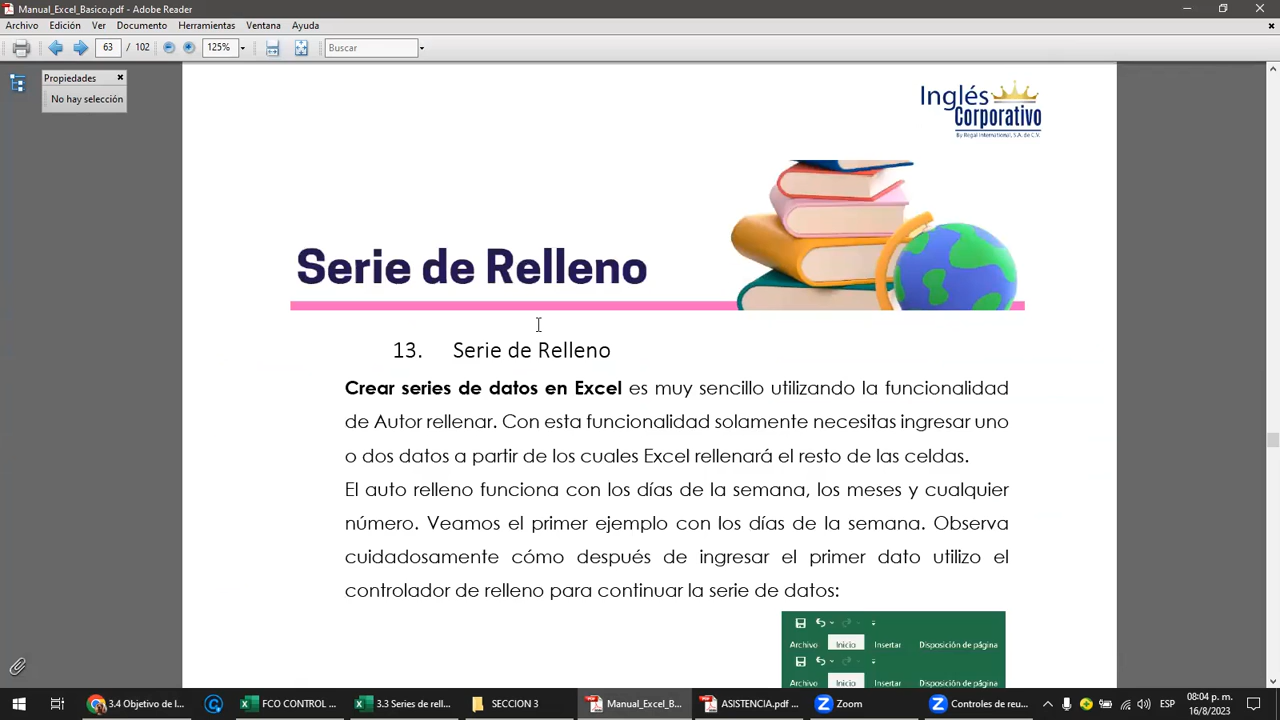 Manual_Excel_Basico.pdf - Adobe Reader
Archivo Edición Ver Documento Herramientas Ventana Ayuda
63 / 102 125% Buscar
Propiedades
No hay selección
Inglés
Corporativo
By Regal International, S.A. de C.V.
Serie de Relleno
13. Serie de Relleno
Crear series de datos en Excel es muy sencillo utilizando la funcionalidad
de Autor rellenar. Con esta funcionalidad solamente necesitas ingresar uno
o dos datos a partir de los cuales Excel rellenará el resto de las celdas.
El auto relleno funciona con los días de la semana, los meses y cualquier
número. Veamos el primer ejemplo con los días de la semana. Observa
cuidadosamente cómo después de ingresar el primer dato utilizo el
controlador de relleno para continuar la serie de datos:
Archivo Inicio Insertar Disposición de página
Archivo Inicio Insertar Disposición de página
3.3 Objetivo de l... FCO CONTROL ... 3.3 Series de rell... SECCION 3 Manual_Excel_B... ASISTENCIA.pdf ... Zoom Controles de reu... ESP 08:04 p. m.
16/8/2023